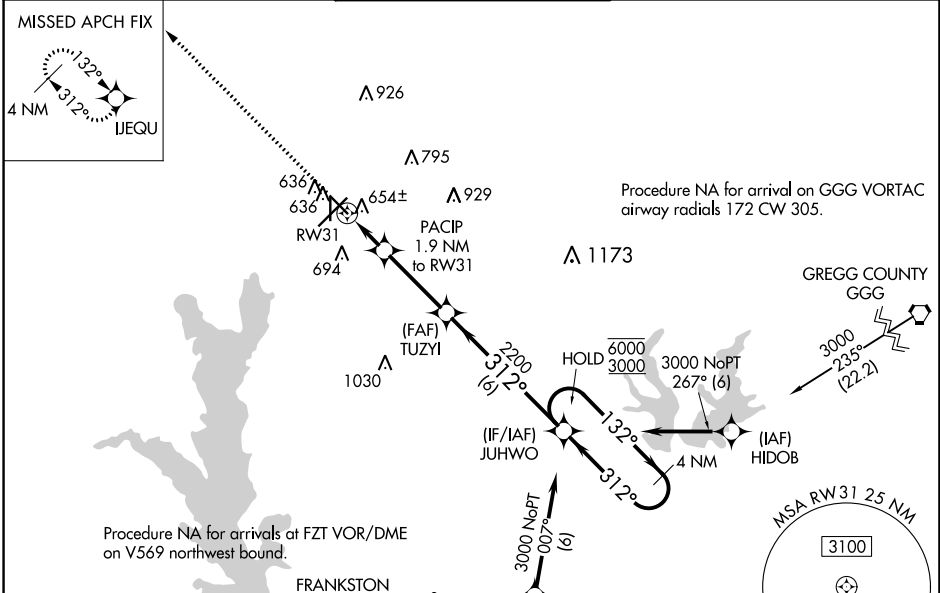 MISSED APCH FIX
132°
312°
4 NM
IJEQU
926
795
636
636
654±
929
RW31
694
PACIP
1.9 NM
to RW31
Procedure NA for arrival on GGG VORTAC
airway radials 172 CW 305.
1173
GREGG COUNTY
GGG
3000
235°
(22.2)
(FAF)
TUZYI
1030
2200
312°
(6)
HOLD
6000
3000
3000 NoPT
267° (6)
(IF/IAF)
JUHWO
132°
312°
4 NM
(IAF)
HIDOB
3000 NoPT
007°
(6)
Procedure NA for arrivals at FZT VOR/DME
on V569 northwest bound.
FRANKSTON
MSA RW31 25 NM
3100